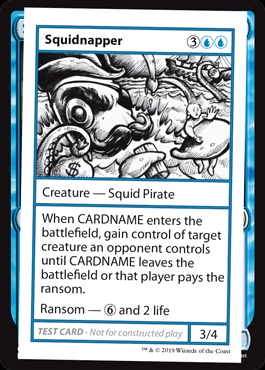 Squidnapper 3
Creature — Squid Pirate
When CARDNAME enters the
battlefield, gain control of target
creature an opponent controls
until CARDNAME leaves the
battlefield or that player pays the
ransom.
Ransom — 6 and 2 life
TEST CARD - Not for constructed play
3/4
™ & © 2019 Wizards of the Coast